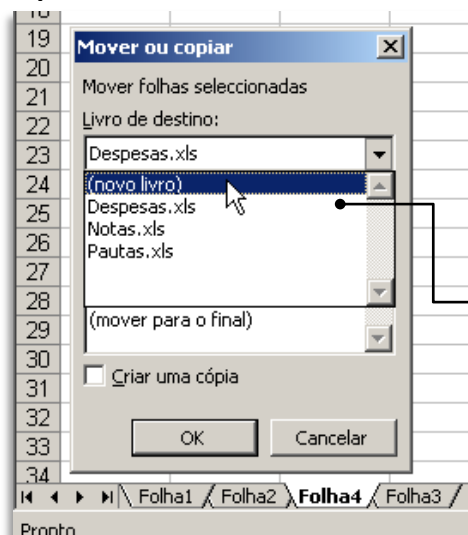 18
19
20
21
22
23
24
25
26
27
28
29
30
31
32
33
34
Mover ou copiar
Mover folhas seleccionadas
Livro de destino:
Despesas.xls
(novo livro)
Despesas.xls
Notas.xls
Pautas.xls
(mover para o final)
Criar uma cópia
OK Cancelar
Folha1 Folha2 Folha4 Folha3
Pronto